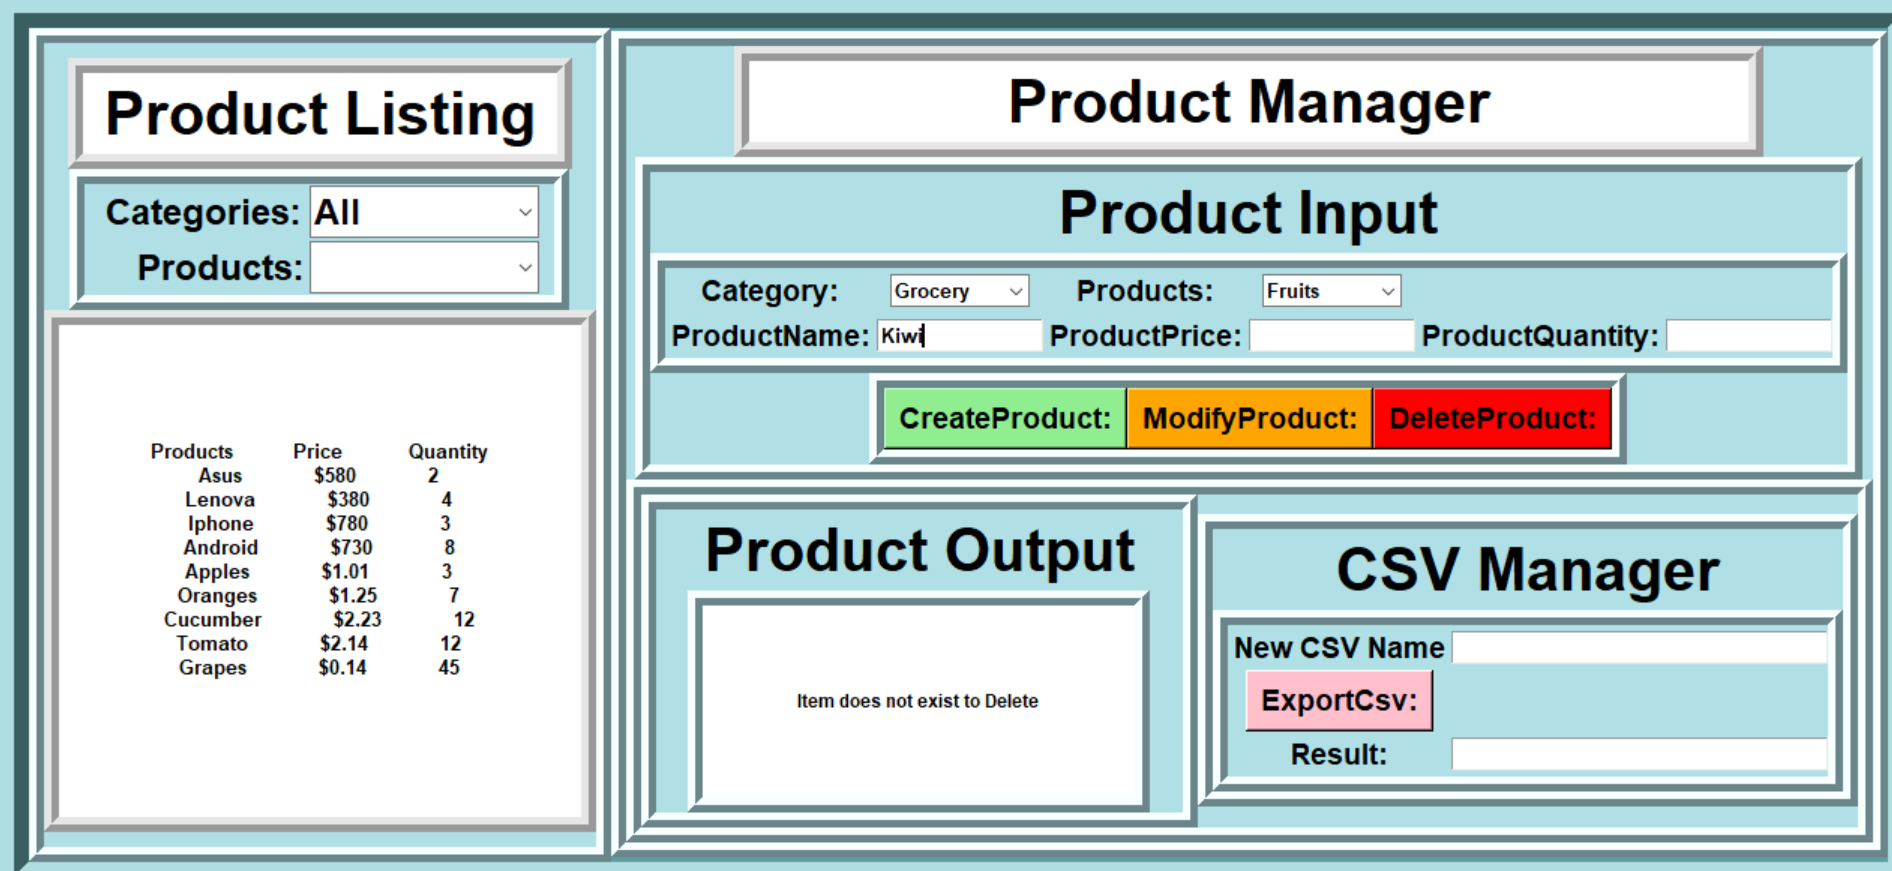 Product Listing
Categories: All
Products:
Products Price Quantity
Asus $580 2
Lenova $380 4
Iphone $780 3
Android $730 8
Apples $1.01 3
Oranges $1.25 7
Cucumber $2.23 12
Tomato $2.14 12
Grapes $0.14 45
Product Manager
Product Input
Category: Grocery Products: Fruits
ProductName: Kiwi ProductPrice: ProductQuantity:
CreateProduct: ModifyProduct: DeleteProduct:
Product Output
Item does not exist to Delete
CSV Manager
New CSV Name
ExportCsv:
Result: